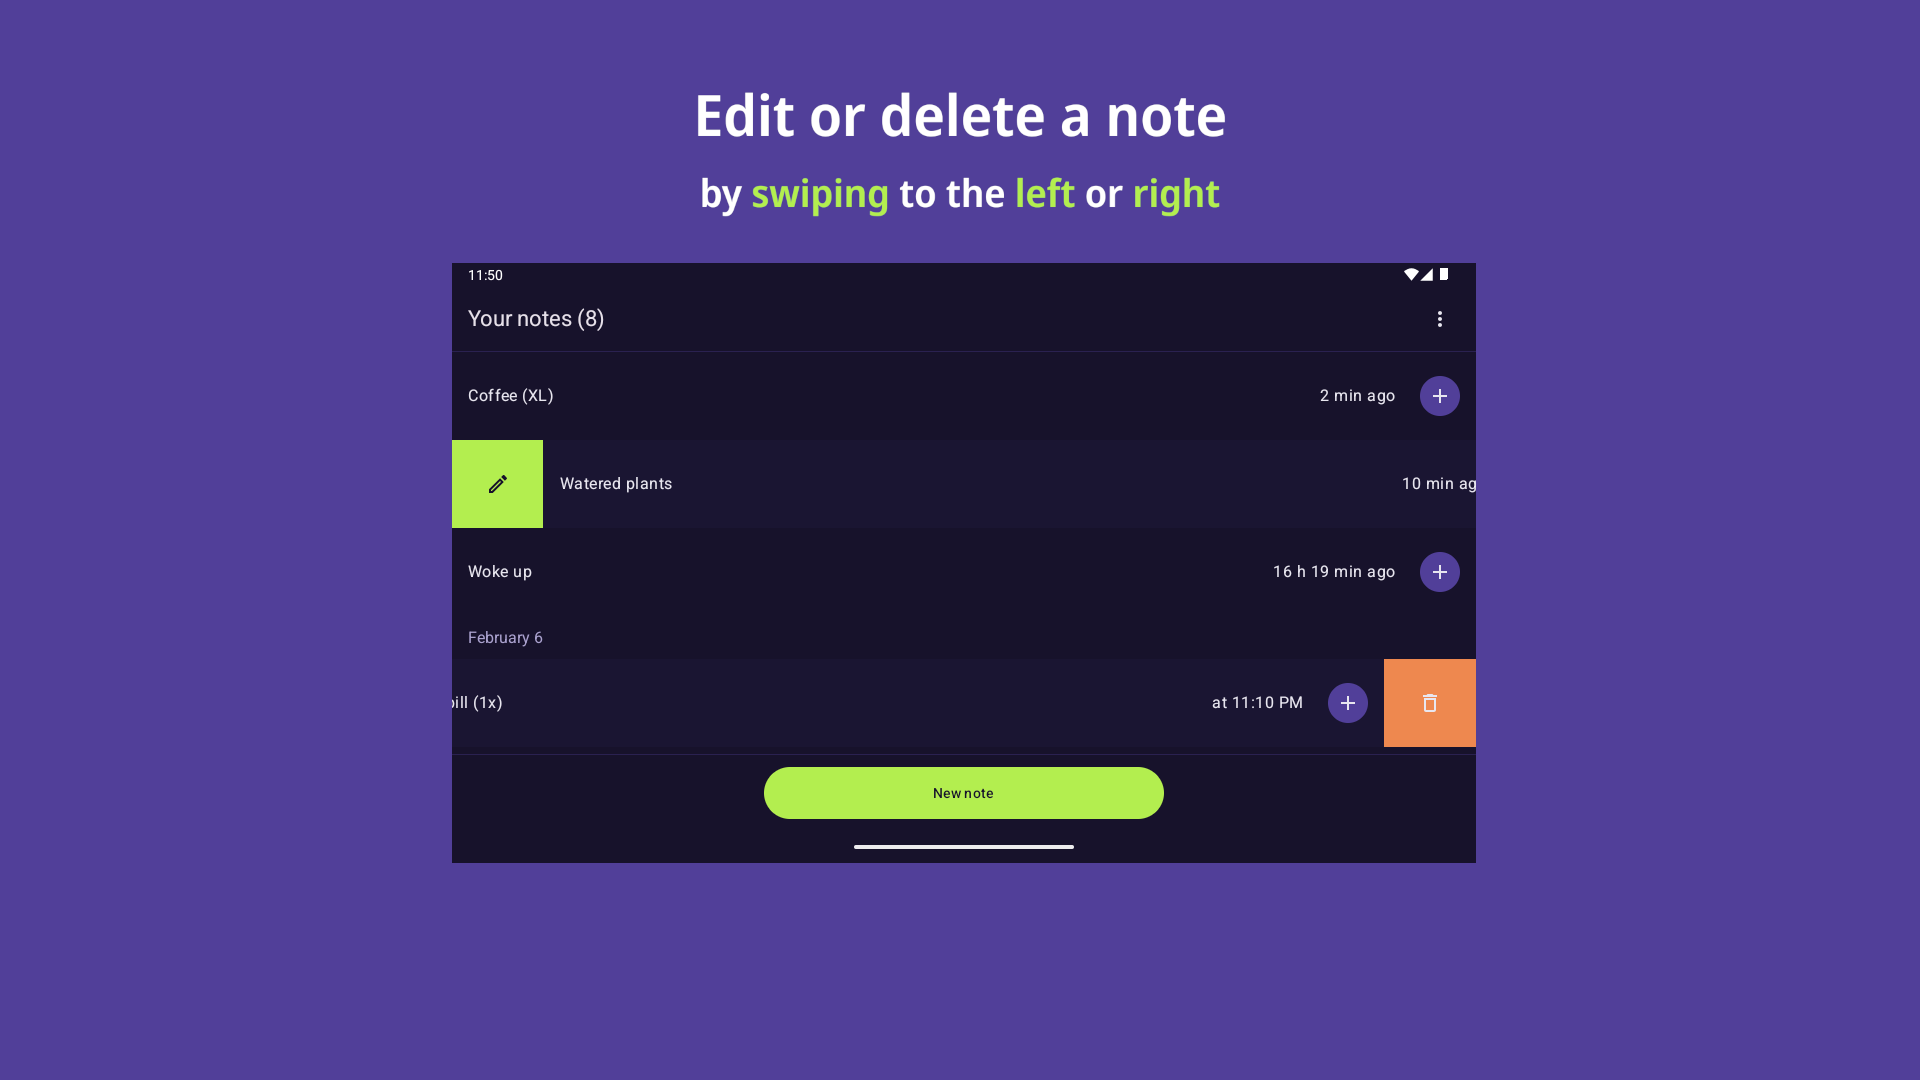 Edit or delete a note
by swiping to the left or right
11:50
Your notes (8)
Coffee (XL) 2 min ago
Watered plants 10 min ag
Woke up 16 h 19 min ago
February 6
ill (1x) at 11:10 PM
New note